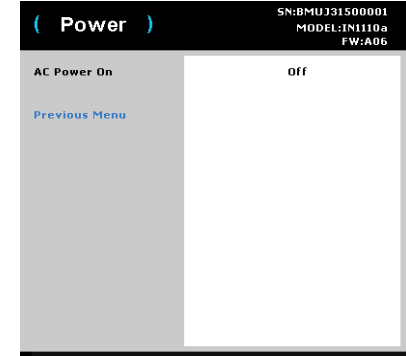 ( Power )
SN:BMUJ31500001
MODEL:IN1110a
FW:A06
AC Power On
Off
Previous Menu